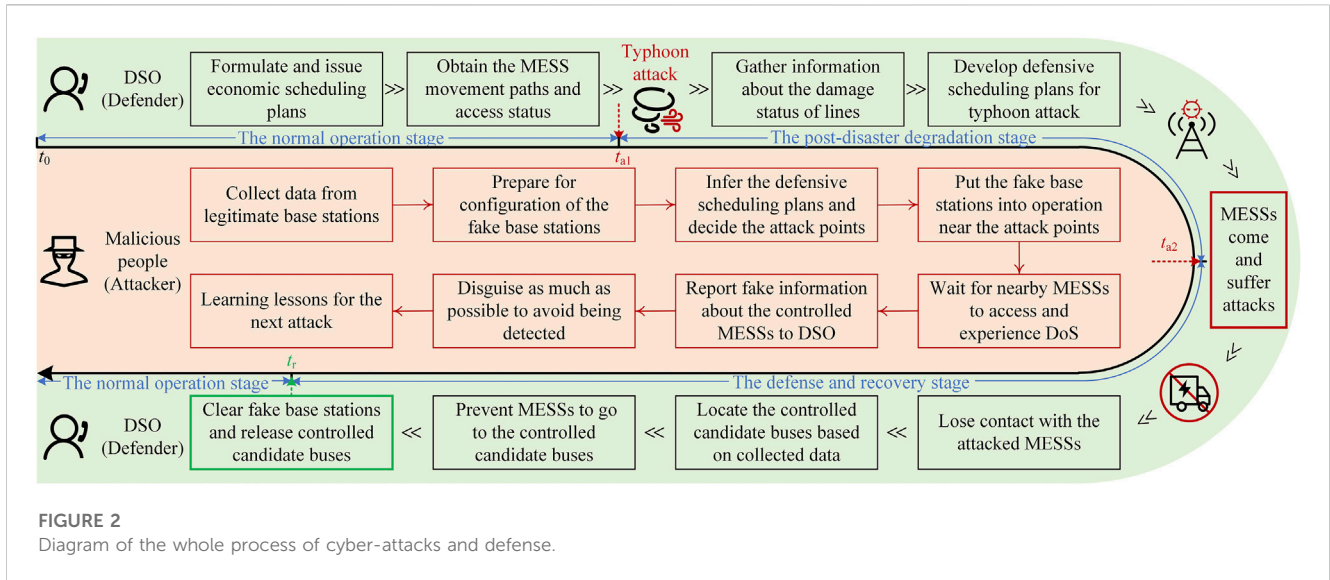 DSO
(Defender)
Formulate and issue
economic scheduling
plans
>>
Obtain the MESS
movement paths and
access status
>>
Typhoon
attack
>>
Gather information
about the damage
status of lines
>>
Develop defensive
scheduling plans for
typhoon attack
>>
The normal operation stage
The post-disaster degradation stage
t0
ta1
>>
Malicious
people
(Attacker)
Collect data from
legitimate base stations
Prepare for
configuration of the
fake base stations
Infer the defensive
scheduling plans and
decide the attack points
Put the fake base
stations into operation
near the attack points
ta2
MESSs
come
and
suffer
attacks
Learning lessons for the
next attack
Disguise as much as
possible to avoid being
detected
Report fake information
about the controlled
MESSs to DSO
Wait for nearby MESSs
to access and
experience DoS
>>
tr
The normal operation stage
The defense and recovery stage
DSO
(Defender)
Clear fake base stations
and release controlled
candidate buses
<<
Prevent MESSs to go
to the controlled
candidate buses
<<
Locate the controlled
candidate buses based
on collected data
<<
Lose contact with the
attacked MESSs
>>
FIGURE 2
Diagram of the whole process of cyber-attacks and defense.